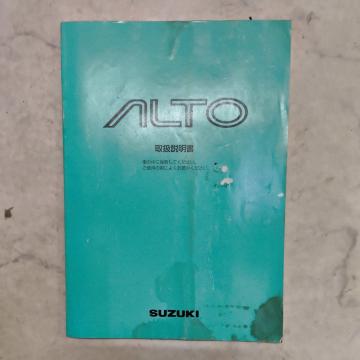 ALTO
取扱説明書
車の中に保管してください。
ご使用の前によくお読みください。
SUZUKI